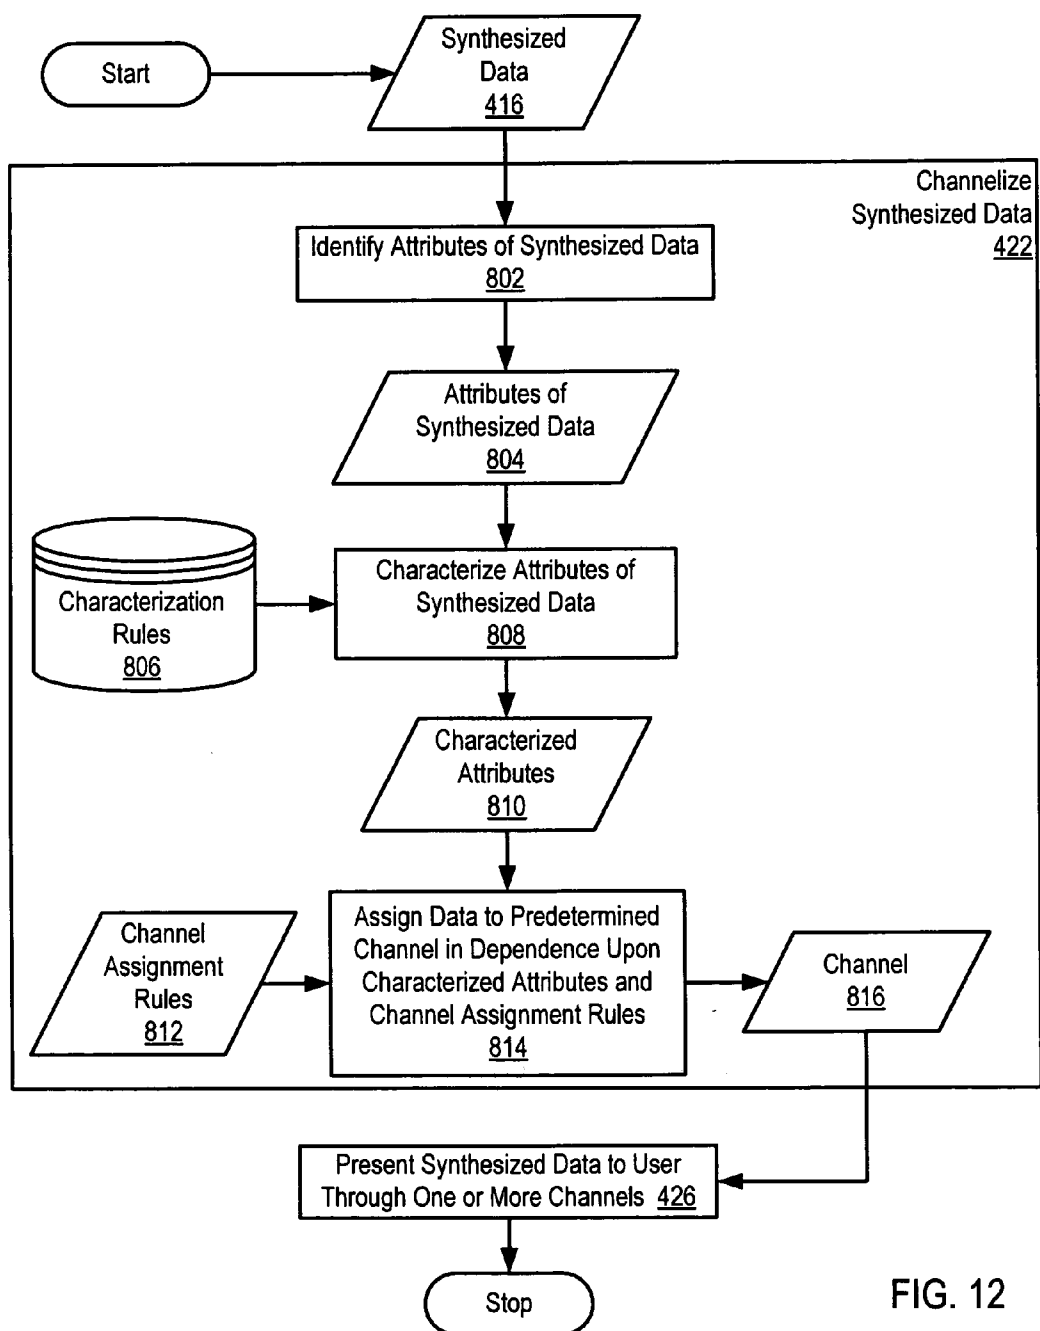 Start
Synthesized
Data
416
Channelize
Synthesized Data
422
Identify Attributes of Synthesized Data
802
Attributes of
Synthesized Data
804
Characterization
Rules
806
Characterize Attributes of
Synthesized Data
808
Characterized
Attributes
810
Channel
Assignment
Rules
812
Assign Data to Predetermined
Channel in Dependence Upon
Characterized Attributes and
Channel Assignment Rules
814
Channel
816
Present Synthesized Data to User
Through One or More Channels 426
Stop
FIG. 12